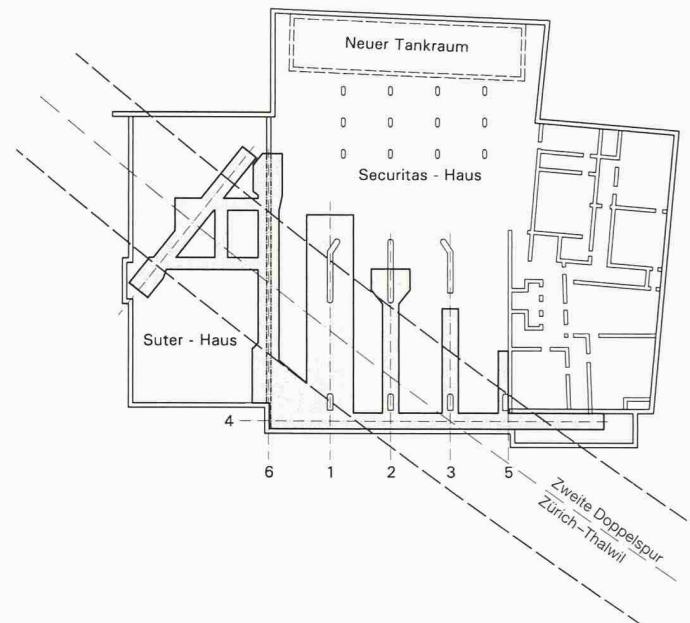 Neuer Tankraum
Securitas - Haus
Suter - Haus
4
6 1 2 3 5
Zweite Doppelspur
Zürich-Thalwil